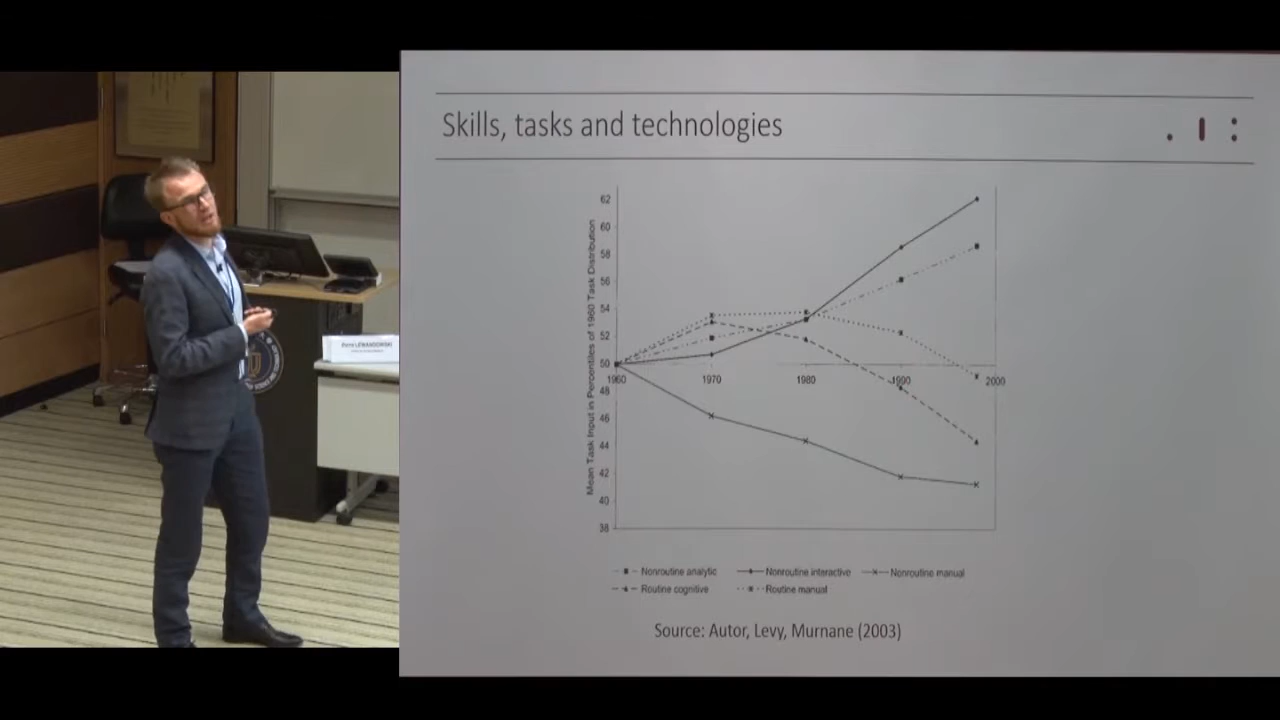 Skills, tasks and technologies
Mean Task Input in Percentiles of 1960 Task Distribution
62
60
58
56
54
52
50
48
46
44
42
40
38
1960 1970 1980 1990 2000
Nonroutine analytic Nonroutine interactive Nonroutine manual
Routine cognitive Routine manual
Source: Autor, Levy, Murnane (2003)
LEWANDOWSKI